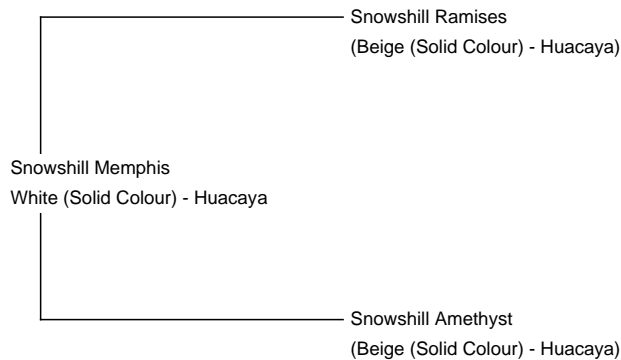 Snowshill Ramises
(Beige (Solid Colour) - Huacaya)
Snowshill Memphis
White (Solid Colour) - Huacaya
Snowshill Amethyst
(Beige (Solid Colour) - Huacaya)